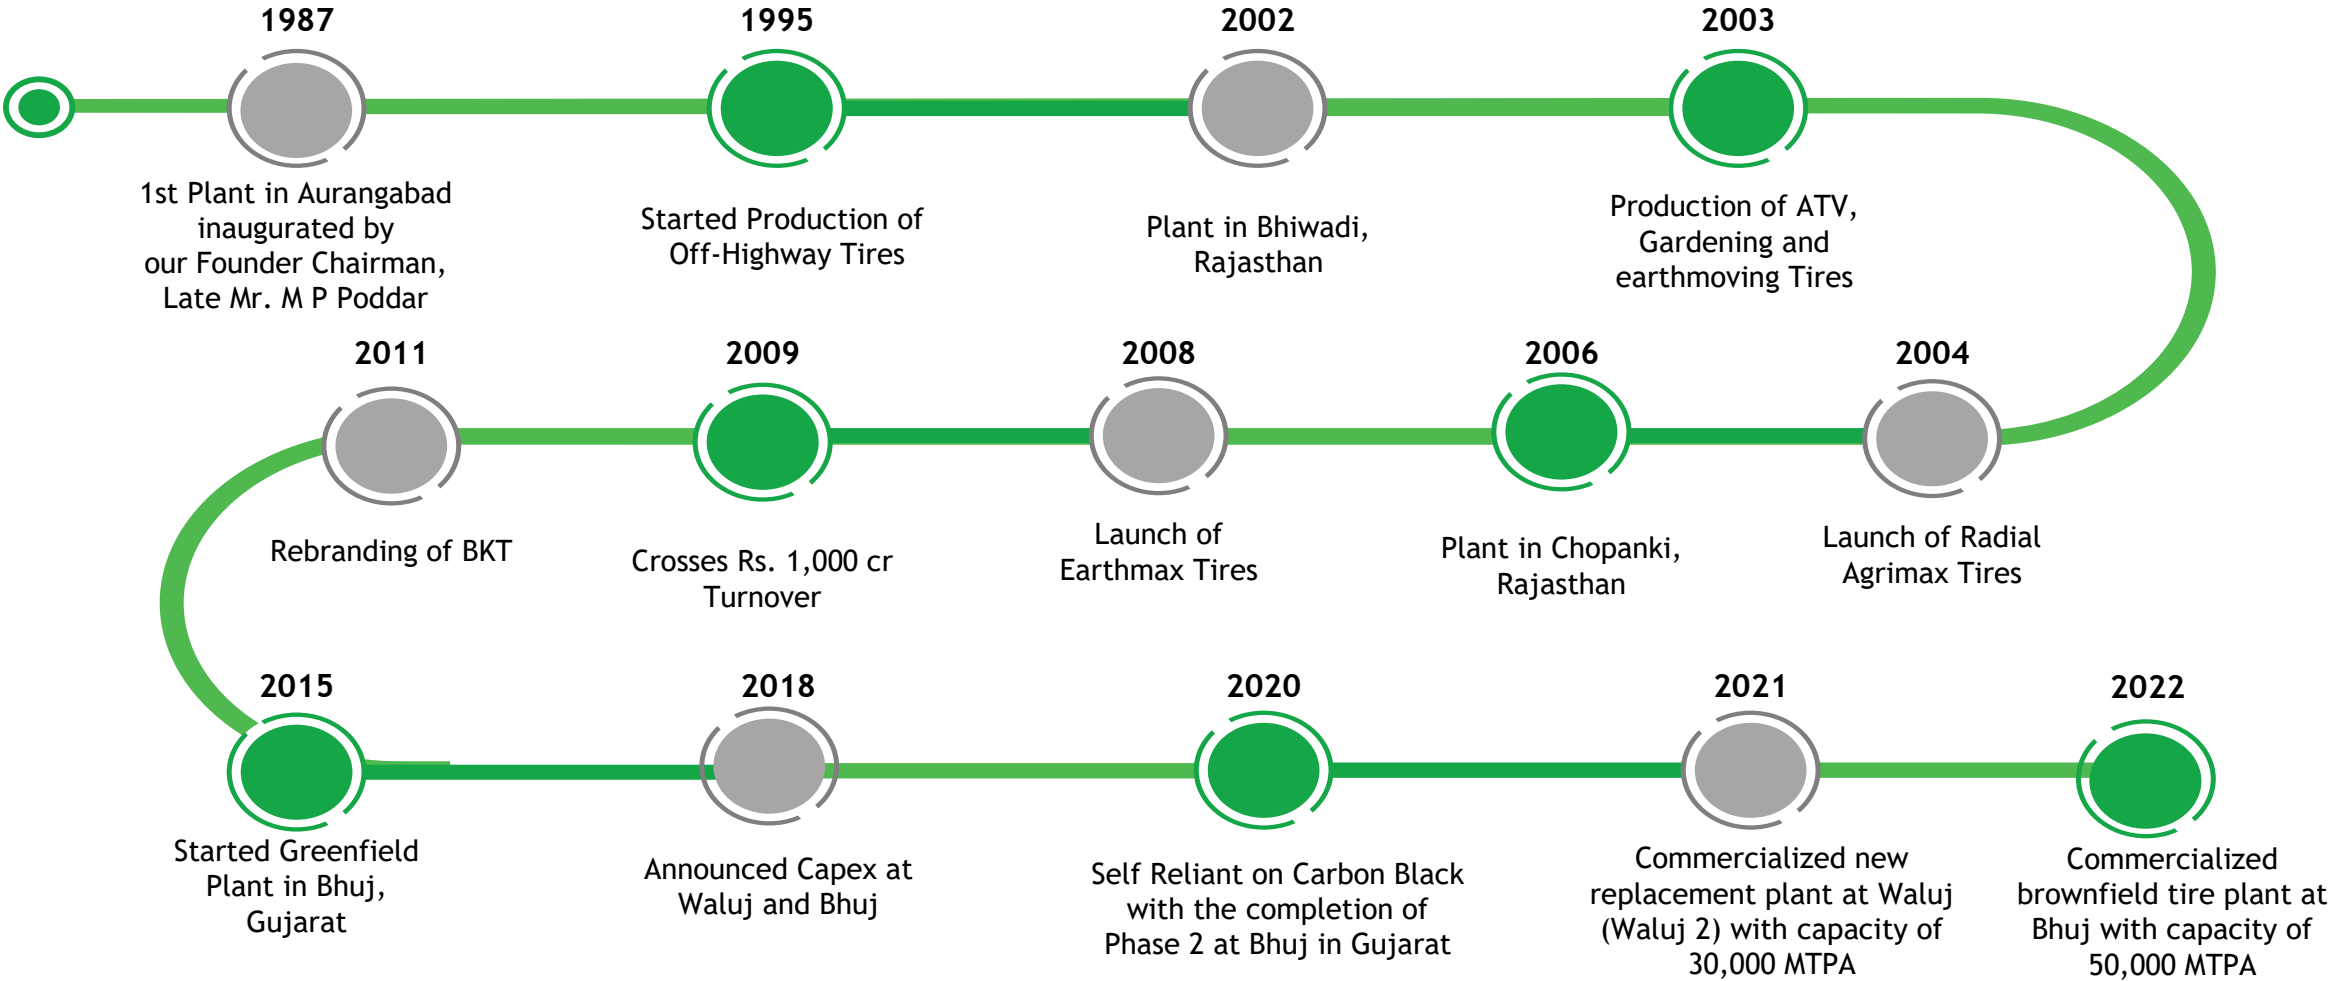 1987
1st Plant in Aurangabad
inaugurated by
our Founder Chairman,
Late Mr. M P Poddar
1995
Started Production of
Off-Highway Tires
2002
Plant in Bhiwadi,
Rajasthan
2003
Production of ATV,
Gardening and
earthmoving Tires
2004
Launch of Radial
Agrimax Tires
2006
Plant in Chopanki,
Rajasthan
2008
Launch of
Earthmax Tires
2009
Crosses Rs. 1,000 cr
Turnover
2011
Rebranding of BKT
2015
Started Greenfield
Plant in Bhuj,
Gujarat
2018
Announced Capex at
Waluj and Bhuj
2020
Self Reliant on Carbon Black
with the completion of
Phase 2 at Bhuj in Gujarat
2021
Commercialized new
replacement plant at Waluj
(Waluj 2) with capacity of
30,000 MTPA
2022
Commercialized
brownfield tire plant at
Bhuj with capacity of
50,000 MTPA